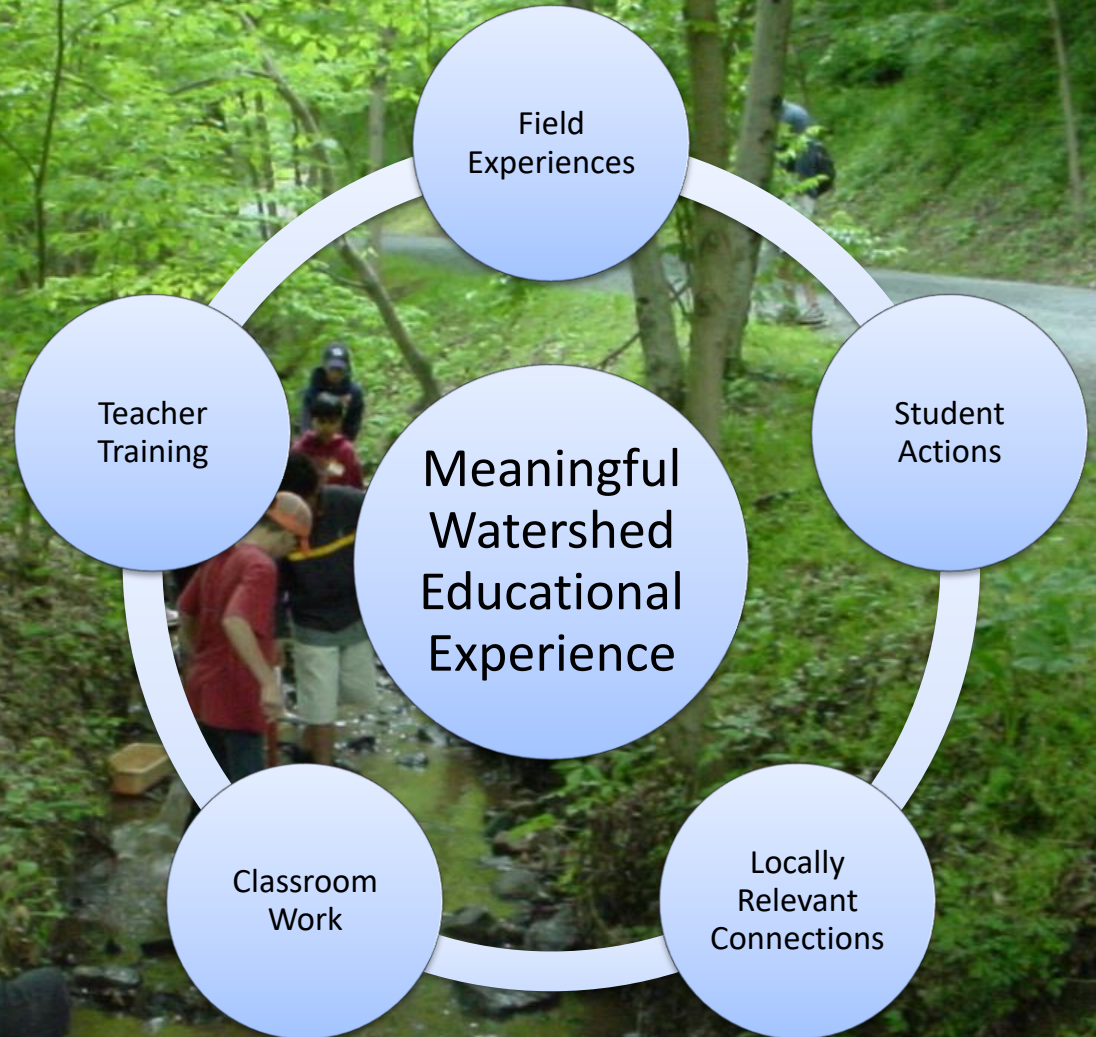 Field
Experiences
Student
Actions
Locally
Relevant
Connections
Classroom
Work
Teacher
Training
Meaningful
Watershed
Educational
Experience